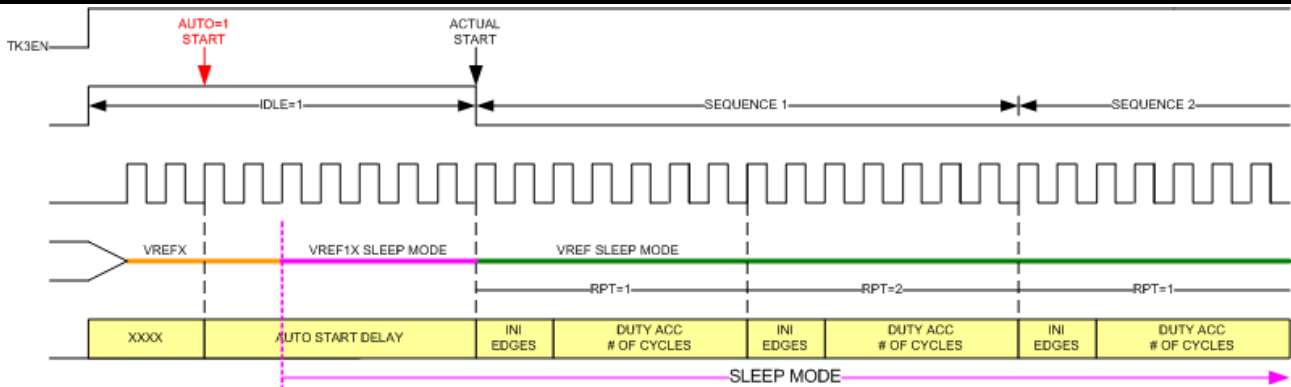 AUTO=1
START
ACTUAL
START
TK3EN
IDLE=1
SEQUENCE 1
SEQUENCE 2
VREFX
VREF1X SLEEP MODE
VREF SLEEP MODE
RPT=1
RPT=2
RPT=1
XXXX
AUTO START DELAY
INI
EDGES
DUTY ACC
# OF CYCLES
INI
EDGES
DUTY ACC
# OF CYCLES
INI
EDGES
DUTY ACC
# OF CYCLES
SLEEP MODE